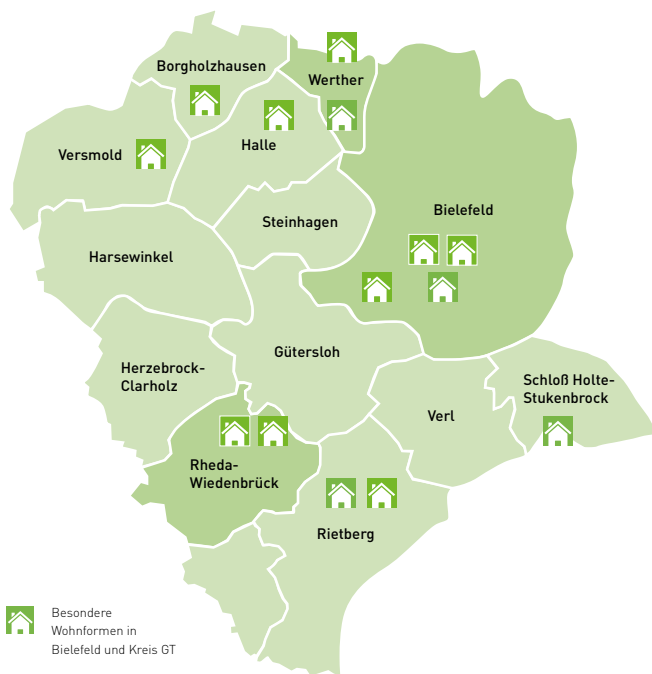 Borgholzhausen
Werther
Halle
Versmold
Steinhagen
Bielefeld
Harsewinkel
Gütersloh
Herzebrock-
Clarholz
Schloß Holte-
Stukenbrock
Verl
Rheda-
Wiedenbrück
Rietberg
Besondere
Wohnformen in
Bielefeld und Kreis GT